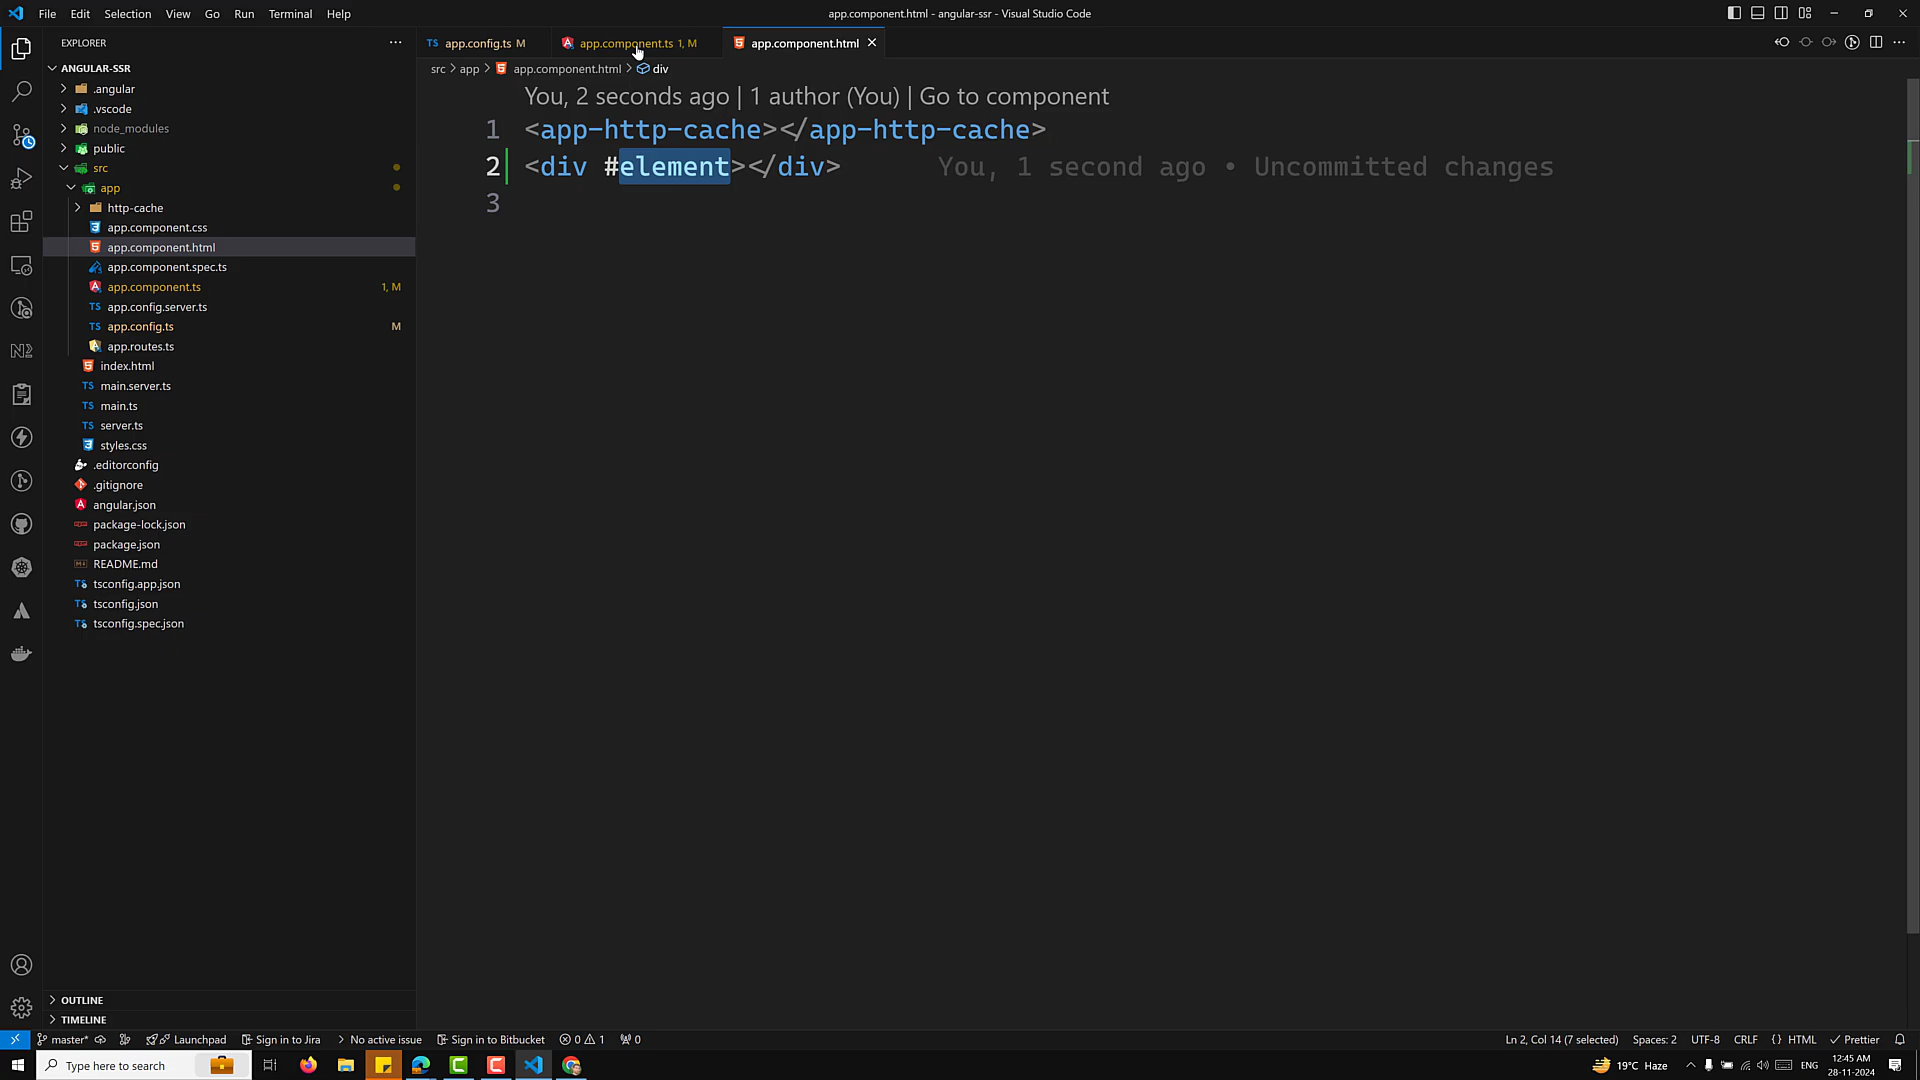 File Edit Selection View Go Run Terminal Help
app.component.html - angular-ssr - Visual Studio Code
EXPLORER
ANGULAR-SSR
.angular
.vscode
node_modules
public
src
app
http-cache
app.component.css
app.component.html
app.component.spec.ts
app.component.ts 1, M
app.config.server.ts
app.config.ts M
app.routes.ts
index.html
main.server.ts
main.ts
server.ts
styles.css
.editorconfig
.gitignore
angular.json
package-lock.json
package.json
README.md
tsconfig.app.json
tsconfig.json
tsconfig.spec.json
OUTLINE
TIMELINE
TS app.config.ts M app.component.ts 1, M app.component.html
src > app > app.component.html > div
You, 2 seconds ago | 1 author (You) | Go to component
1 <app-http-cache></app-http-cache>
2 <div #element></div> You, 1 second ago • Uncommitted changes
3
master* Launchpad Sign in to Jira No active issue Sign in to Bitbucket 0 1 0
Ln 2, Col 14 (7 selected) Spaces: 2 UTF-8 CRLF {} HTML Prettier
Type here to search
19°C Haze ENG
12:45 AM
28-11-2024